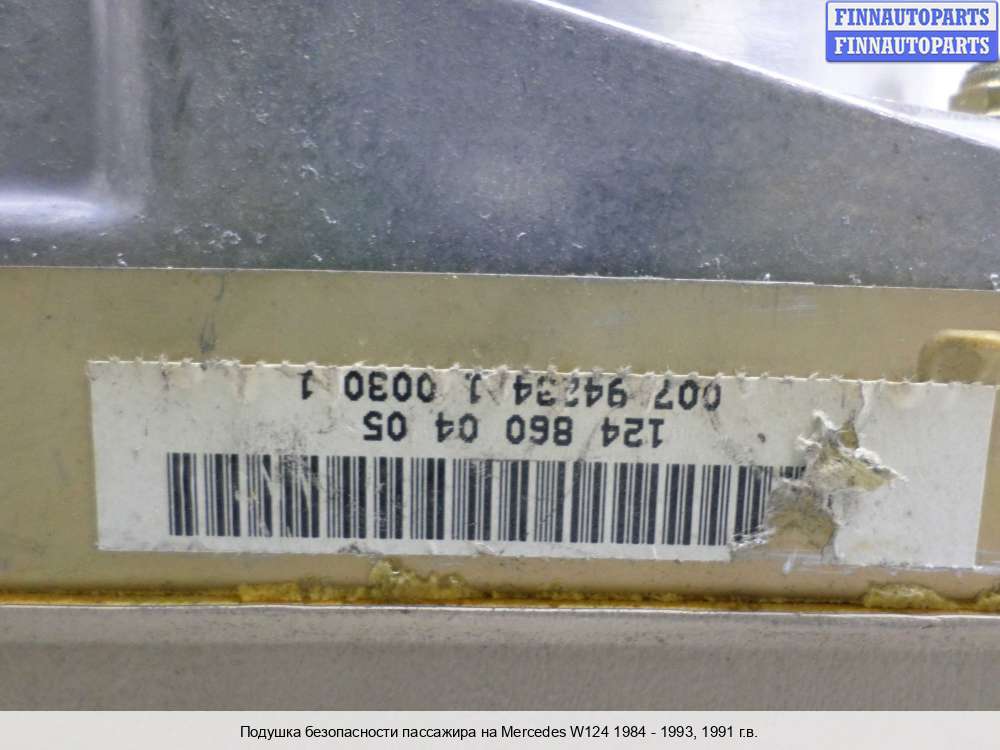 FINNAUTOPARTS
FINNAUTOPARTS
124 860 04 05
007 94234 1 0030 1
Подушка безопасности пассажира на Mercedes W124 1984 - 1993, 1991 г.в.